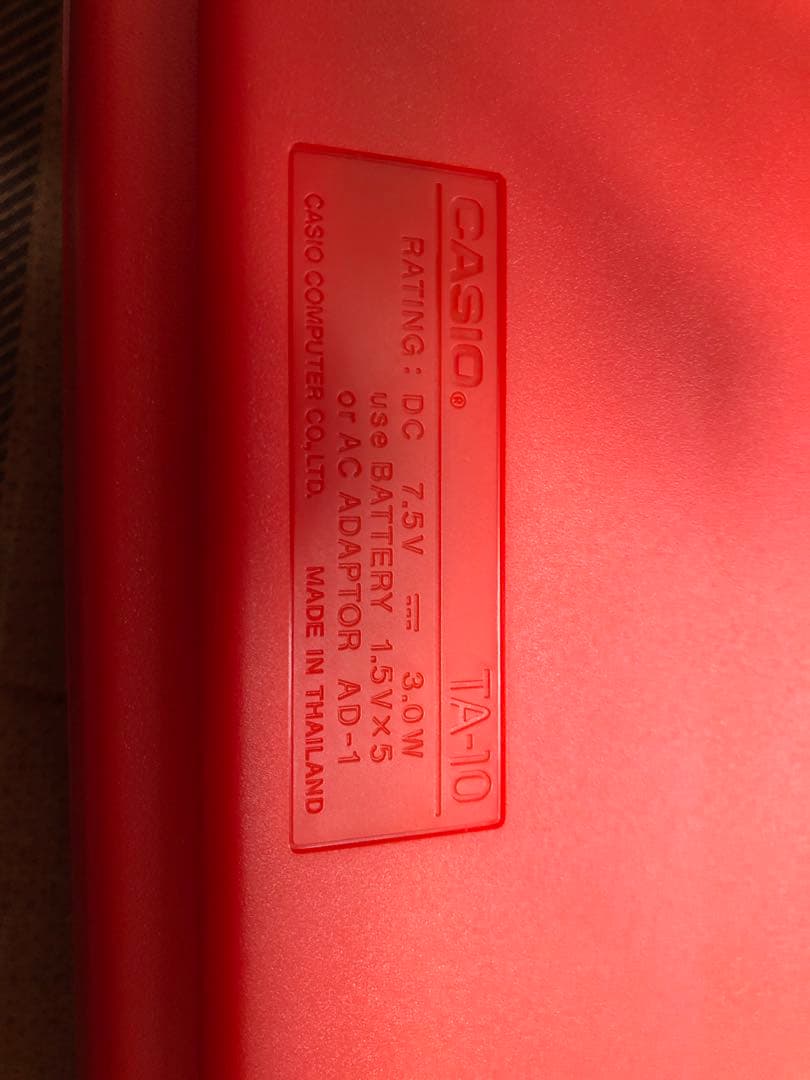 CASIO® TA-10
RATING : DC 7.5V ⎓ 3.0W
use BATTERY 1.5V×5
or AC ADAPTOR AD-1
CASIO COMPUTER CO.,LTD. MADE IN THAILAND